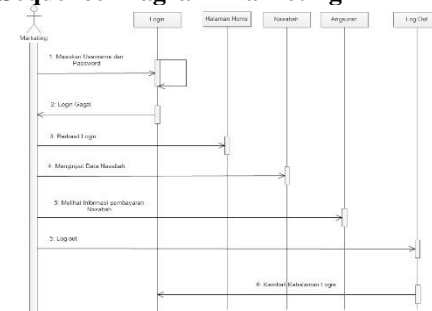 Sequence Diagram Marketing
Login
Halaman Home
Nasabah
Angsuran
Log Out
Marketing
1: Masukan Username dan
Password
2: Login Gagal
3: Berhasil Login
4: Menginput Data Nasabah
5: Melihat Informasi pembayaran
Nasabah
5: Log out
6: Kembali Kehalaman Login